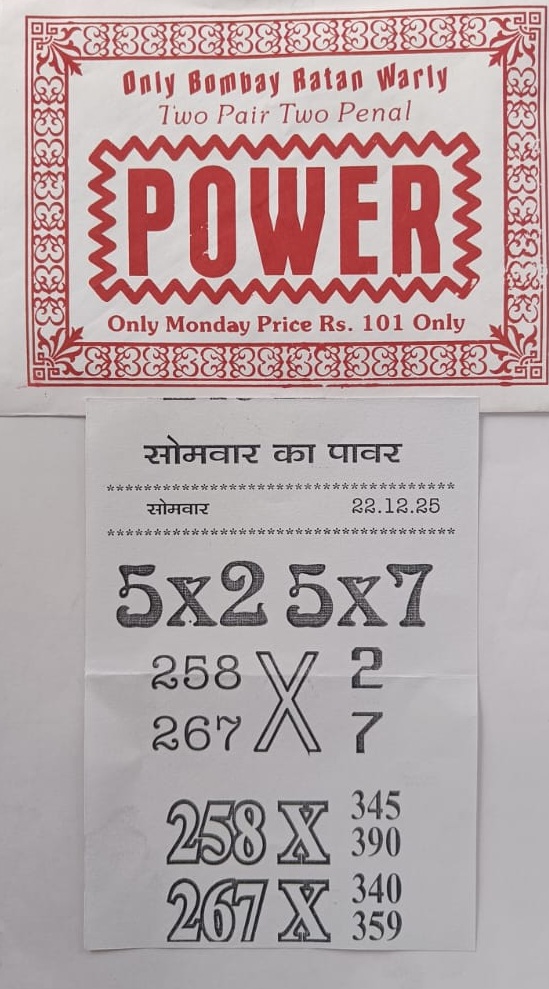 Only Bombay Ratan Warly
Two Pair Two Penal
POWER
Only Monday Price Rs. 101 Only
सोमवार का पावर
***********************************
सोमवार 22.12.25
***********************************
5x2 5x7
258 X 2
267 7
258 X 345
390
267 X 340
359